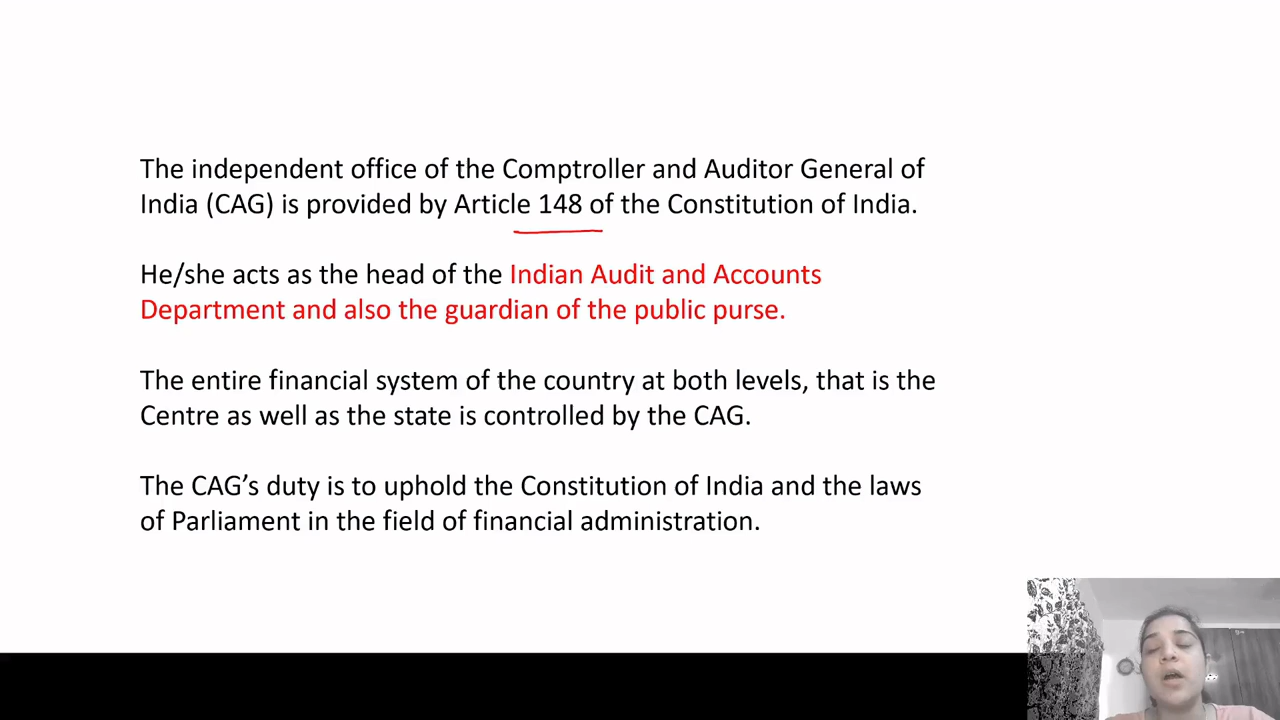 The independent office of the Comptroller and Auditor General of
India (CAG) is provided by Article 148 of the Constitution of India.
He/she acts as the head of the Indian Audit and Accounts
Department and also the guardian of the public purse.
The entire financial system of the country at both levels, that is the
Centre as well as the state is controlled by the CAG.
The CAG’s duty is to uphold the Constitution of India and the laws
of Parliament in the field of financial administration.